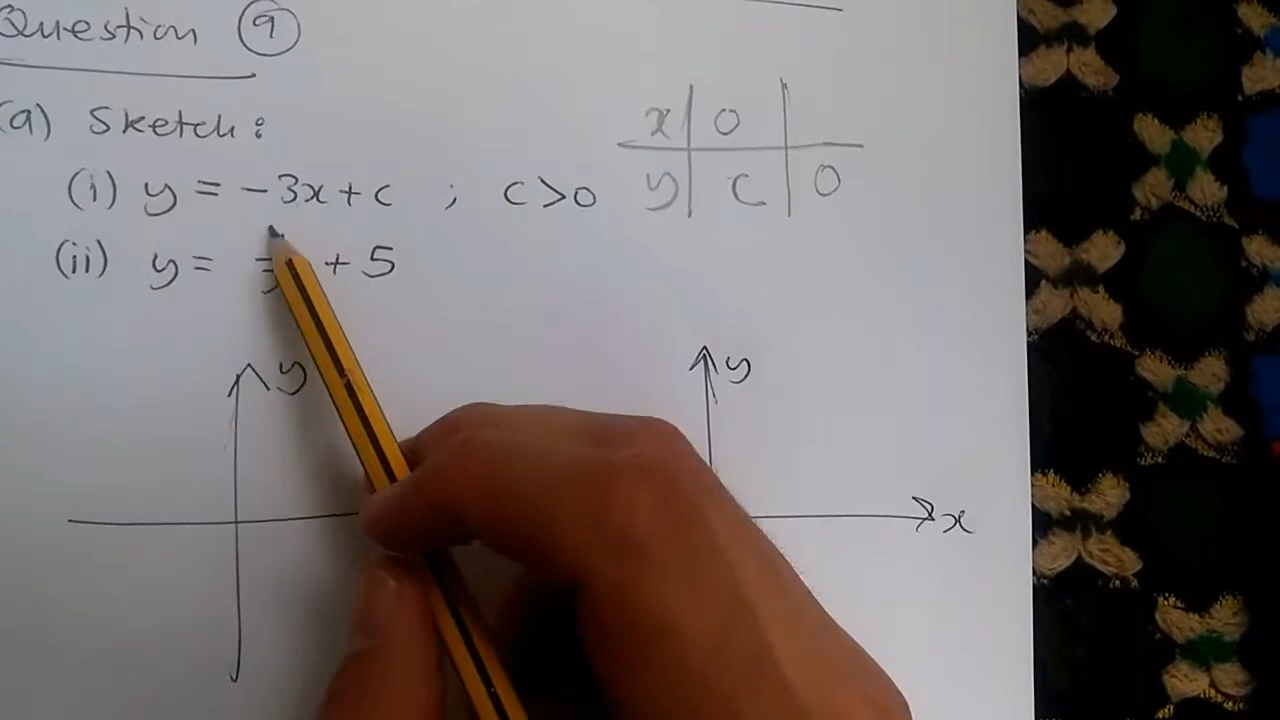 Question 9
(a) Sketch:
(i) y = -3x + c ; c > 0
(ii) y = + 5
x 0
y c 0
y
y
x